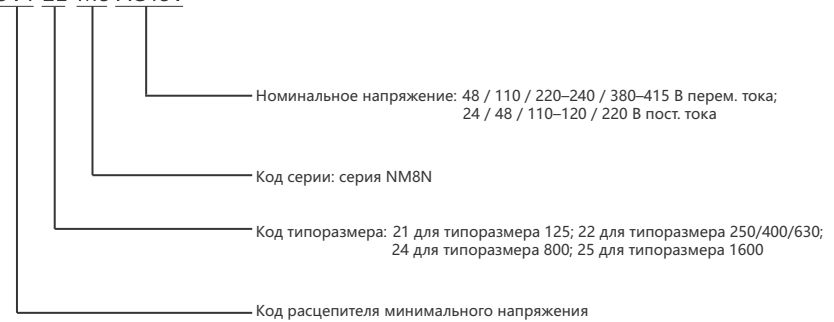 Номинальное напряжение: 48 / 110 / 220–240 / 380–415 В перем. тока;
24 / 48 / 110–120 / 220 В пост. тока
Код серии: серия NM8N
Код типоразмера: 21 для типоразмера 125; 22 для типоразмера 250/400/630;
24 для типоразмера 800; 25 для типоразмера 1600
Код расцепителя минимального напряжения